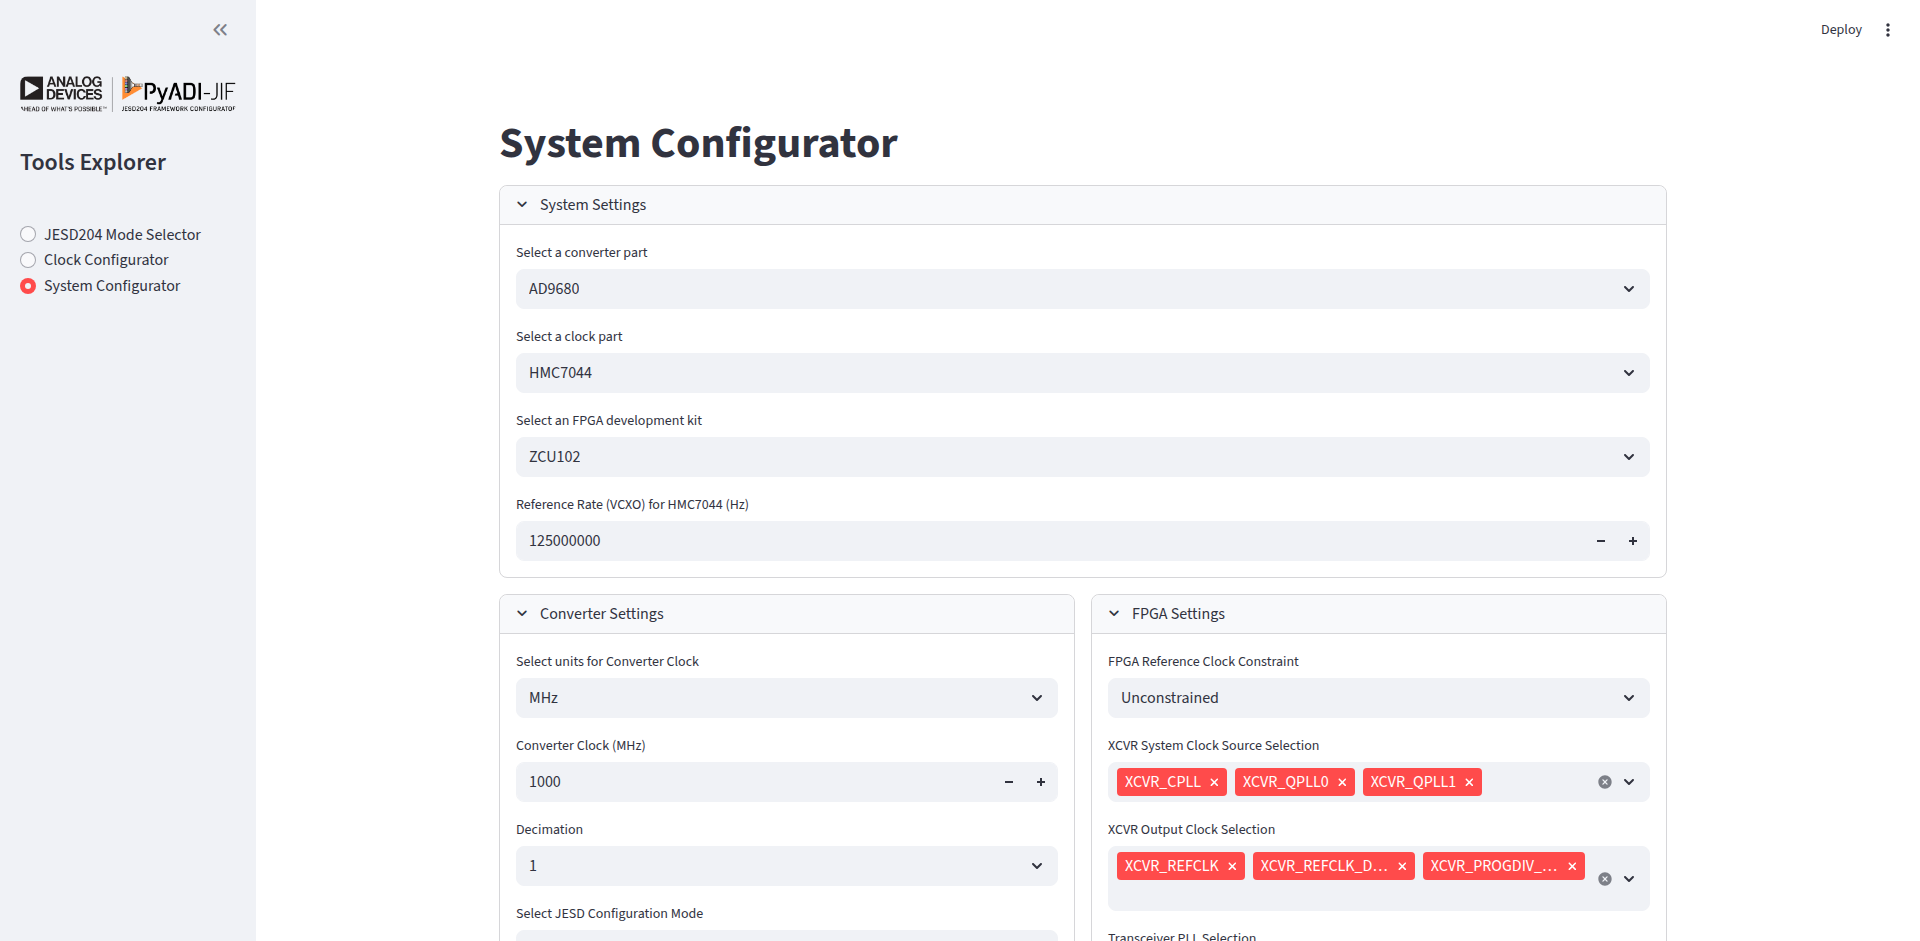 Deploy
ANALOG
DEVICES
AHEAD OF WHAT'S POSSIBLE™
PyADI-JIF
JESD204 FRAMEWORK CONFIGURATOR
Tools Explorer
JESD204 Mode Selector
Clock Configurator
System Configurator
System Configurator
System Settings
Select a converter part
AD9680
Select a clock part
HMC7044
Select an FPGA development kit
ZCU102
Reference Rate (VCXO) for HMC7044 (Hz)
125000000
Converter Settings
Select units for Converter Clock
MHz
Converter Clock (MHz)
1000
Decimation
1
Select JESD Configuration Mode
FPGA Settings
FPGA Reference Clock Constraint
Unconstrained
XCVR System Clock Source Selection
XCVR_CPLL XCVR_QPLL0 XCVR_QPLL1
XCVR Output Clock Selection
XCVR_REFCLK XCVR_REFCLK_D... XCVR_PROGDIV_...
Transceiver PLL Selection